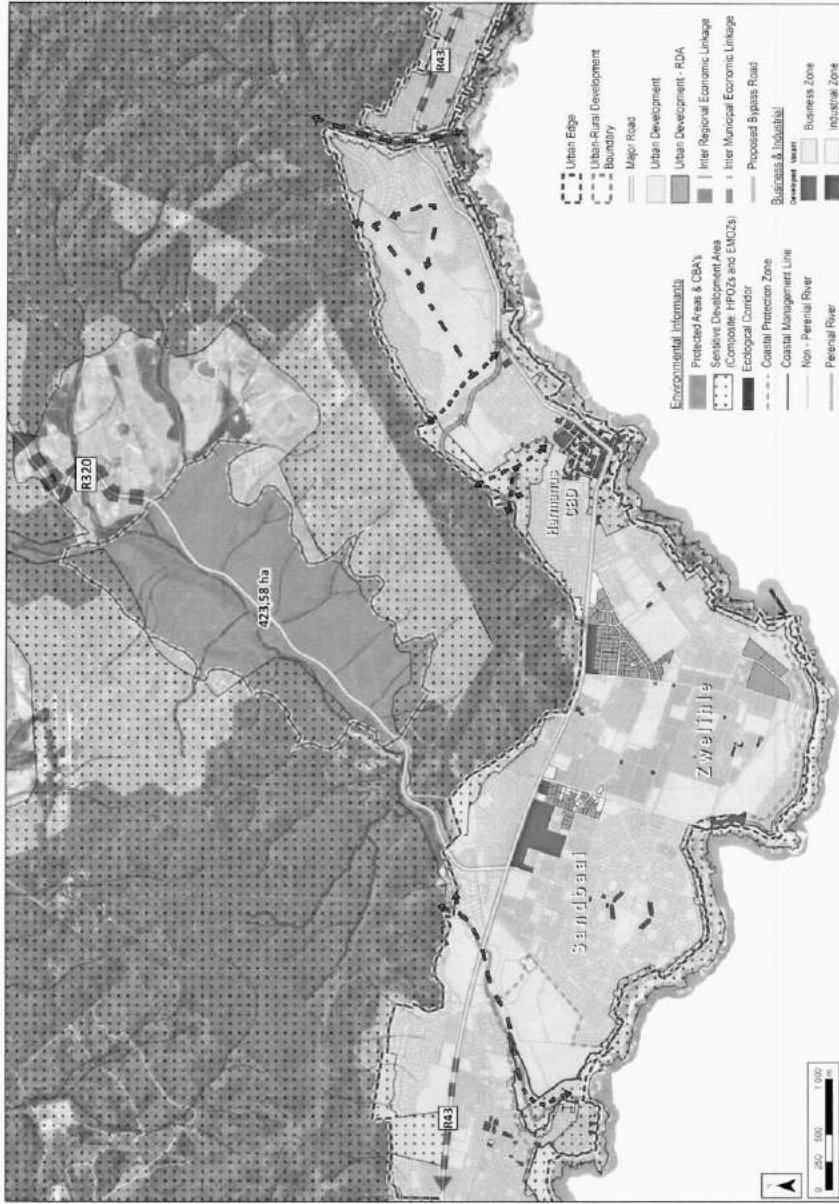 R43
R320
423,58 ha
Hermanus
CBD
Zwelihle
Sandbaai
R43
Environmental Informants
Protected Areas & CBA's
Sensitive Development Area
(Composite: HPOZs and EMOZs)
Ecological Corridor
Coastal Protection Zone
Coastal Management Line
Non - Perenial River
Perenial River
Urban Edge
Urban-Rural Development
Boundary
Major Road
Urban Development
Urban Development - RDA
Inter Regional Economic Linkage
Inter Municipal Economic Linkage
Proposed Bypass Road
Business & Industrial
Developed Vacant
Business Zone
Industrial Zone
0 250 500 1 000
m